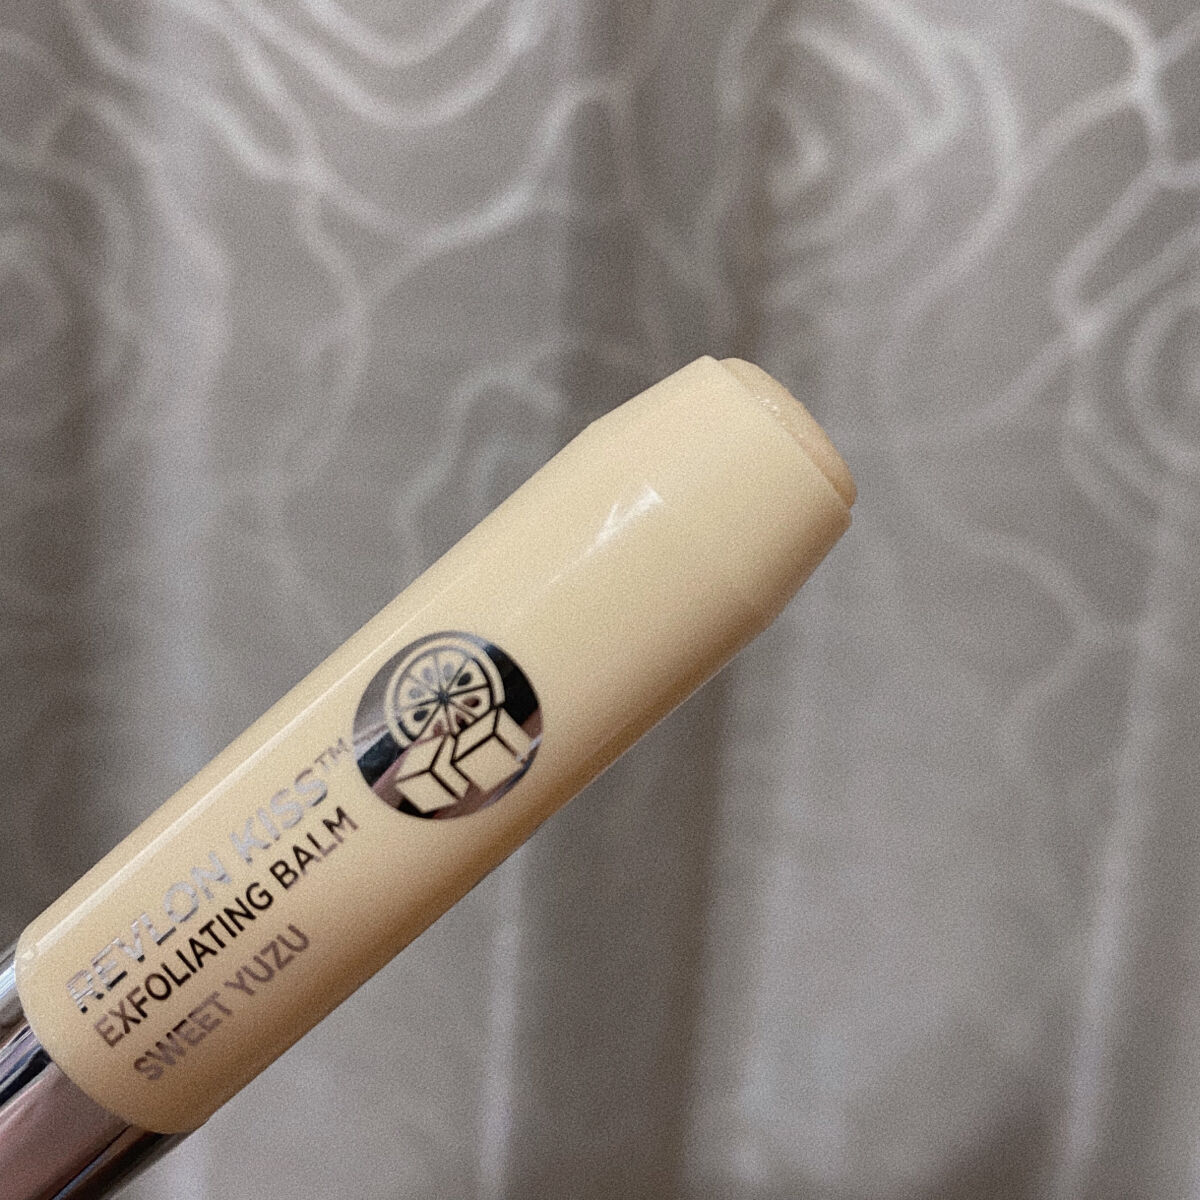 REVLON KISS™
EXFOLIATING BALM
SWEET YUZU